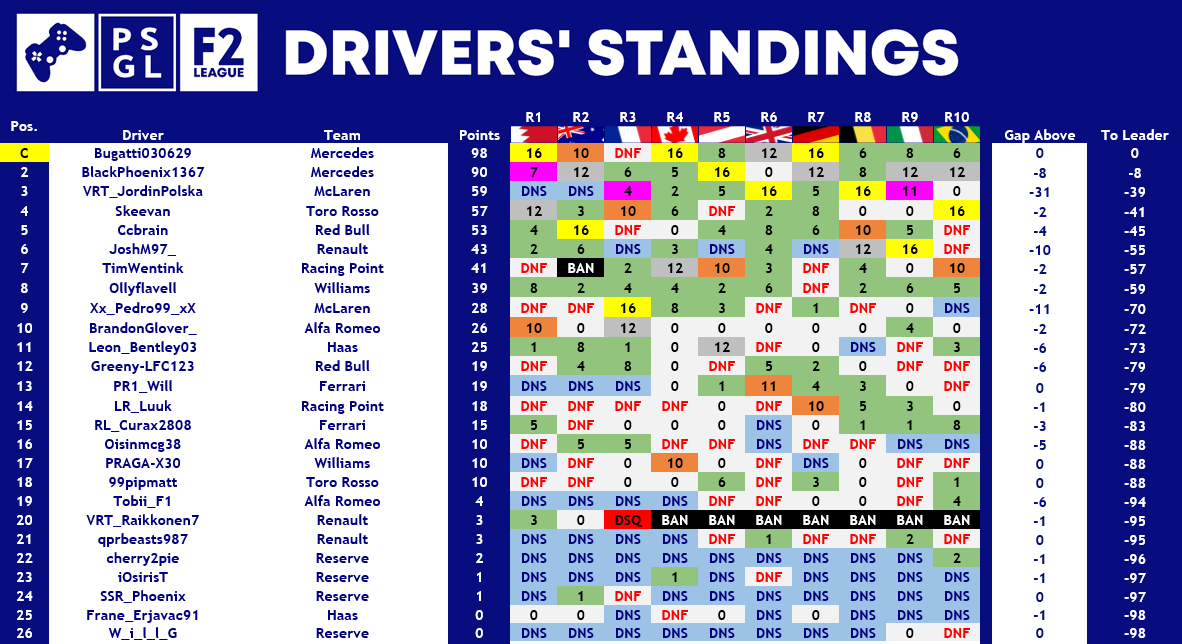 PS
GL
F2
LEAGUE
DRIVERS' STANDINGS
Pos. Driver Team Points R1 R2 R3 R4 R5 R6 R7 R8 R9 R10 Gap Above To Leader
C Bugatti030629 Mercedes 98 16 10 DNF 16 8 12 16 6 8 6 0 0
2 BlackPhoenix1367 Mercedes 90 7 12 6 5 16 0 12 8 12 12 -8 -8
3 VRT_JordinPolska McLaren 59 DNS DNS 4 2 5 16 5 16 11 0 -31 -39
4 Skeevan Toro Rosso 57 12 3 10 6 DNF 2 8 0 0 16 -2 -41
5 Ccbrain Red Bull 53 4 16 DNF 0 4 8 6 10 5 DNF -4 -45
6 JoshM97_ Renault 43 2 6 DNS 3 DNS 4 DNS 12 16 DNF -10 -55
7 TimWentink Racing Point 41 DNF BAN 2 12 10 3 DNF 4 0 10 -2 -57
8 Ollyflavell Williams 39 8 2 4 4 2 6 DNF 2 6 5 -2 -59
9 Xx_Pedro99_xX McLaren 28 DNF DNF 16 8 3 DNF 1 DNF 0 DNS -11 -70
10 BrandonGlover_ Alfa Romeo 26 10 0 12 0 0 0 0 0 4 0 -2 -72
11 Leon_Bentley03 Haas 25 1 8 1 0 12 DNF 0 DNS DNF 3 -6 -73
12 Greeny-LFC123 Red Bull 19 DNF 4 8 0 DNF 5 2 0 DNF DNF -6 -79
13 PR1_Will Ferrari 19 DNS DNS DNS 0 1 11 4 3 0 DNF 0 -79
14 LR_Luuk Racing Point 18 DNF DNF DNF DNF 0 DNF 10 5 3 0 -1 -80
15 RL_Curax2808 Ferrari 15 5 DNF 0 0 0 DNS 0 1 1 8 -3 -83
16 Oisinmcg38 Alfa Romeo 10 DNF 5 5 DNF DNF 0 DNF DNF DNS DNS -5 -88
17 PRAGA-X30 Williams 10 DNS DNF 0 10 0 DNF DNS 0 DNF DNF 0 -88
18 99pipmatt Toro Rosso 10 DNF DNF 0 0 6 DNF 3 0 DNF 1 0 -88
19 Tobii_F1 Alfa Romeo 4 DNS DNS DNS DNS DNF DNF 0 0 DNF 4 -6 -94
20 VRT_Raikkonen7 Renault 3 3 0 DSQ BAN BAN BAN BAN BAN BAN BAN -1 -95
21 qprbeasts987 Renault 3 DNS DNS DNS DNS DNF 1 DNF DNF 2 DNF 0 -95
22 cherry2pie Reserve 2 DNS DNS DNS DNS DNS DNS DNS DNS DNS 2 -1 -96
23 iOsirisT Reserve 1 DNS DNS DNS 1 DNS DNF DNS DNS DNS DNS -1 -97
24 SSR_Phoenix Reserve 1 DNS 1 DNF DNS DNS DNS DNS DNS DNS DNS 0 -97
25 Frane_Erjavac91 Haas 0 0 0 DNS DNF 0 DNS 0 DNS DNS DNS -1 -98
26 W_i_l_l_G Reserve 0 DNS DNS DNS DNS DNS DNS DNS DNS 0 DNF 0 -98